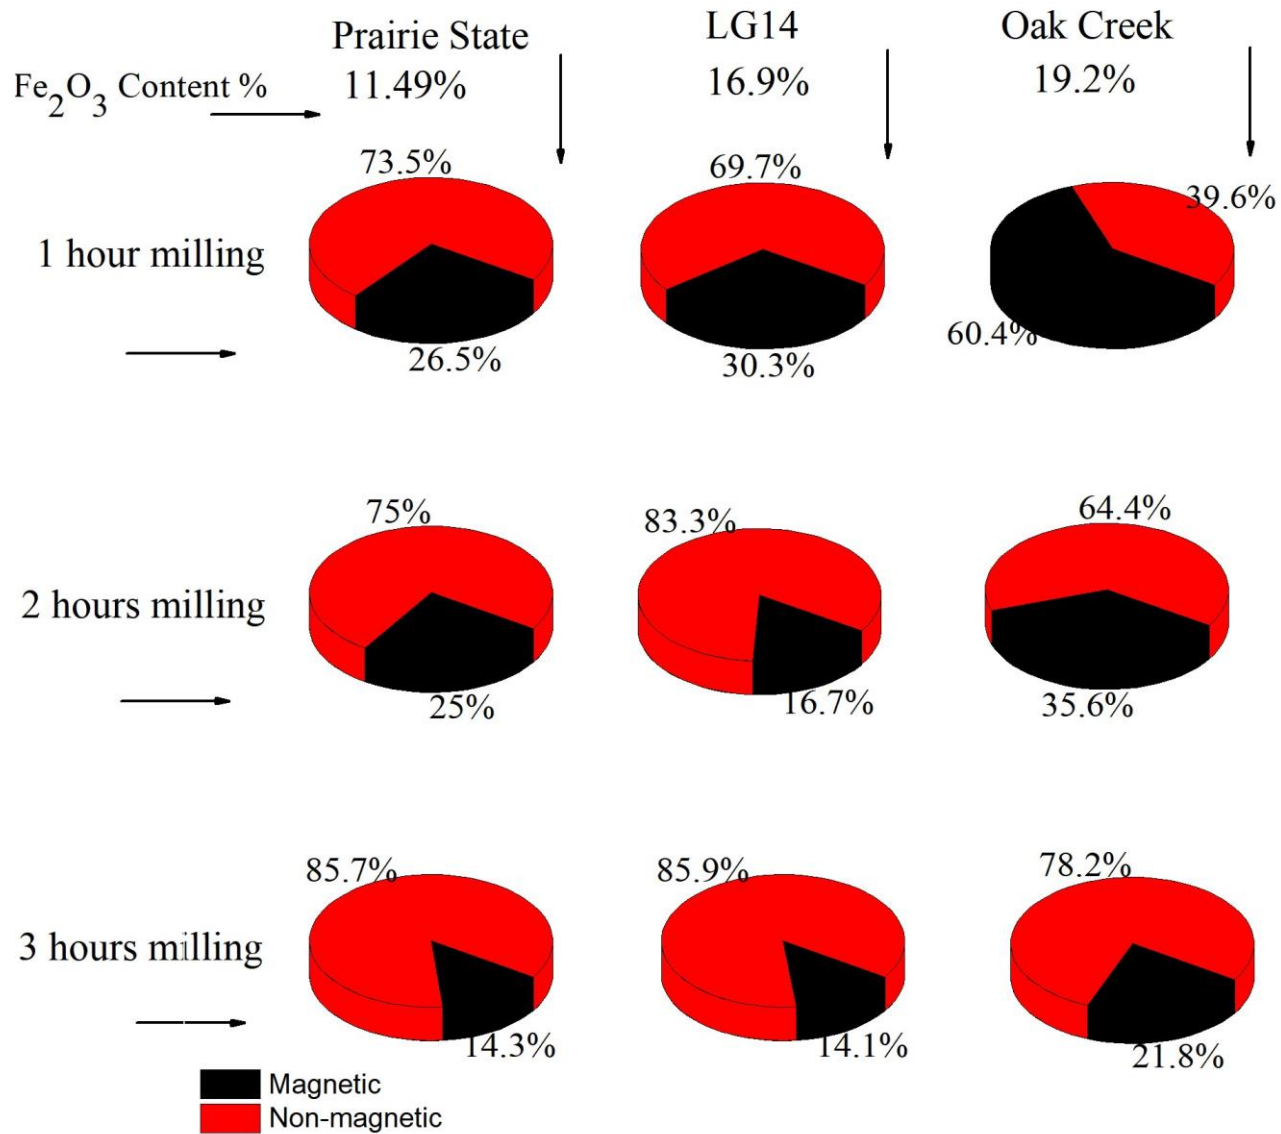 Prairie State LG14 Oak Creek
Fe2O3 Content % 11.49% 16.9% 19.2%
73.5% 69.7% 39.6%
1 hour milling
26.5% 30.3% 60.4%
75% 83.3% 64.4%
2 hours milling
25% 16.7% 35.6%
85.7% 85.9% 78.2%
3 hours milling
14.3% 14.1% 21.8%
Magnetic
Non-magnetic